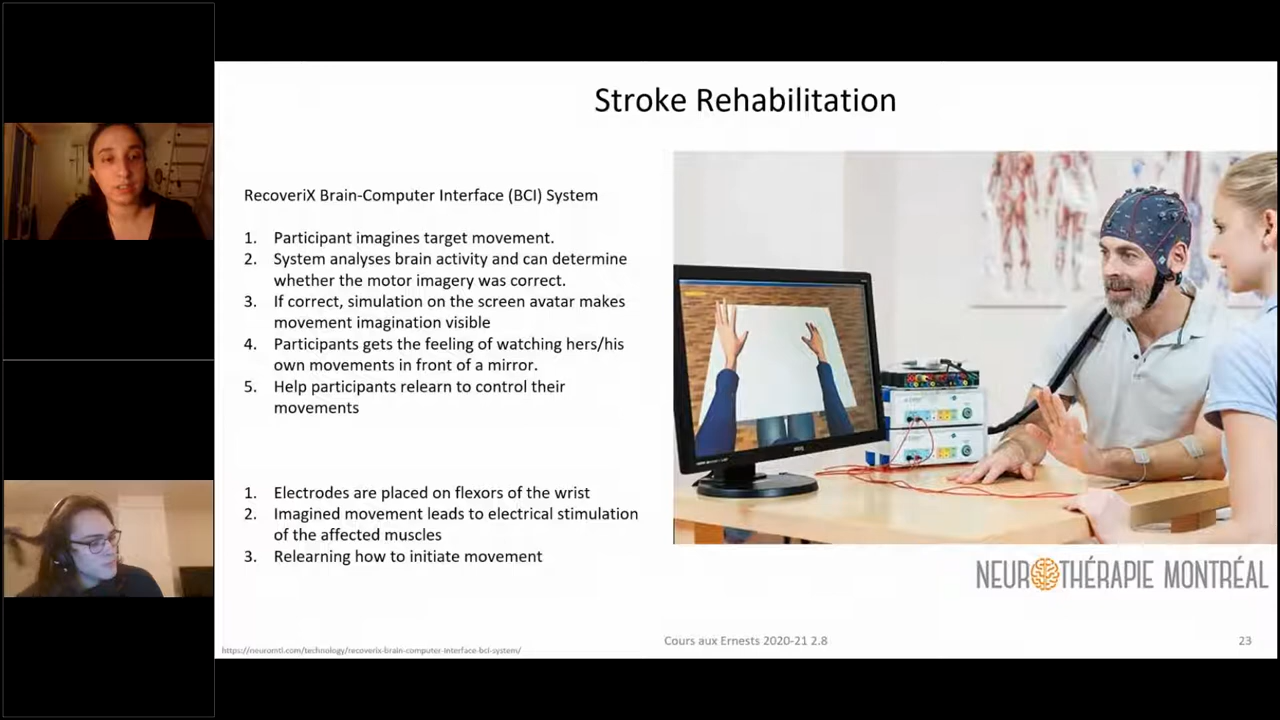 Stroke Rehabilitation
RecoveriX Brain-Computer Interface (BCI) System
1. Participant imagines target movement.
2. System analyses brain activity and can determine
whether the motor imagery was correct.
3. If correct, simulation on the screen avatar makes
movement imagination visible
4. Participants gets the feeling of watching hers/his
own movements in front of a mirror.
5. Help participants relearn to control their
movements
1. Electrodes are placed on flexors of the wrist
2. Imagined movement leads to electrical stimulation
of the affected muscles
3. Relearning how to initiate movement
NEUROTHÉRAPIE MONTRÉAL
Cours aux Ernests 2020-21 2.8
23
https://neuromtl.com/technology/recoverix-brain-computer-interface-bci-system/